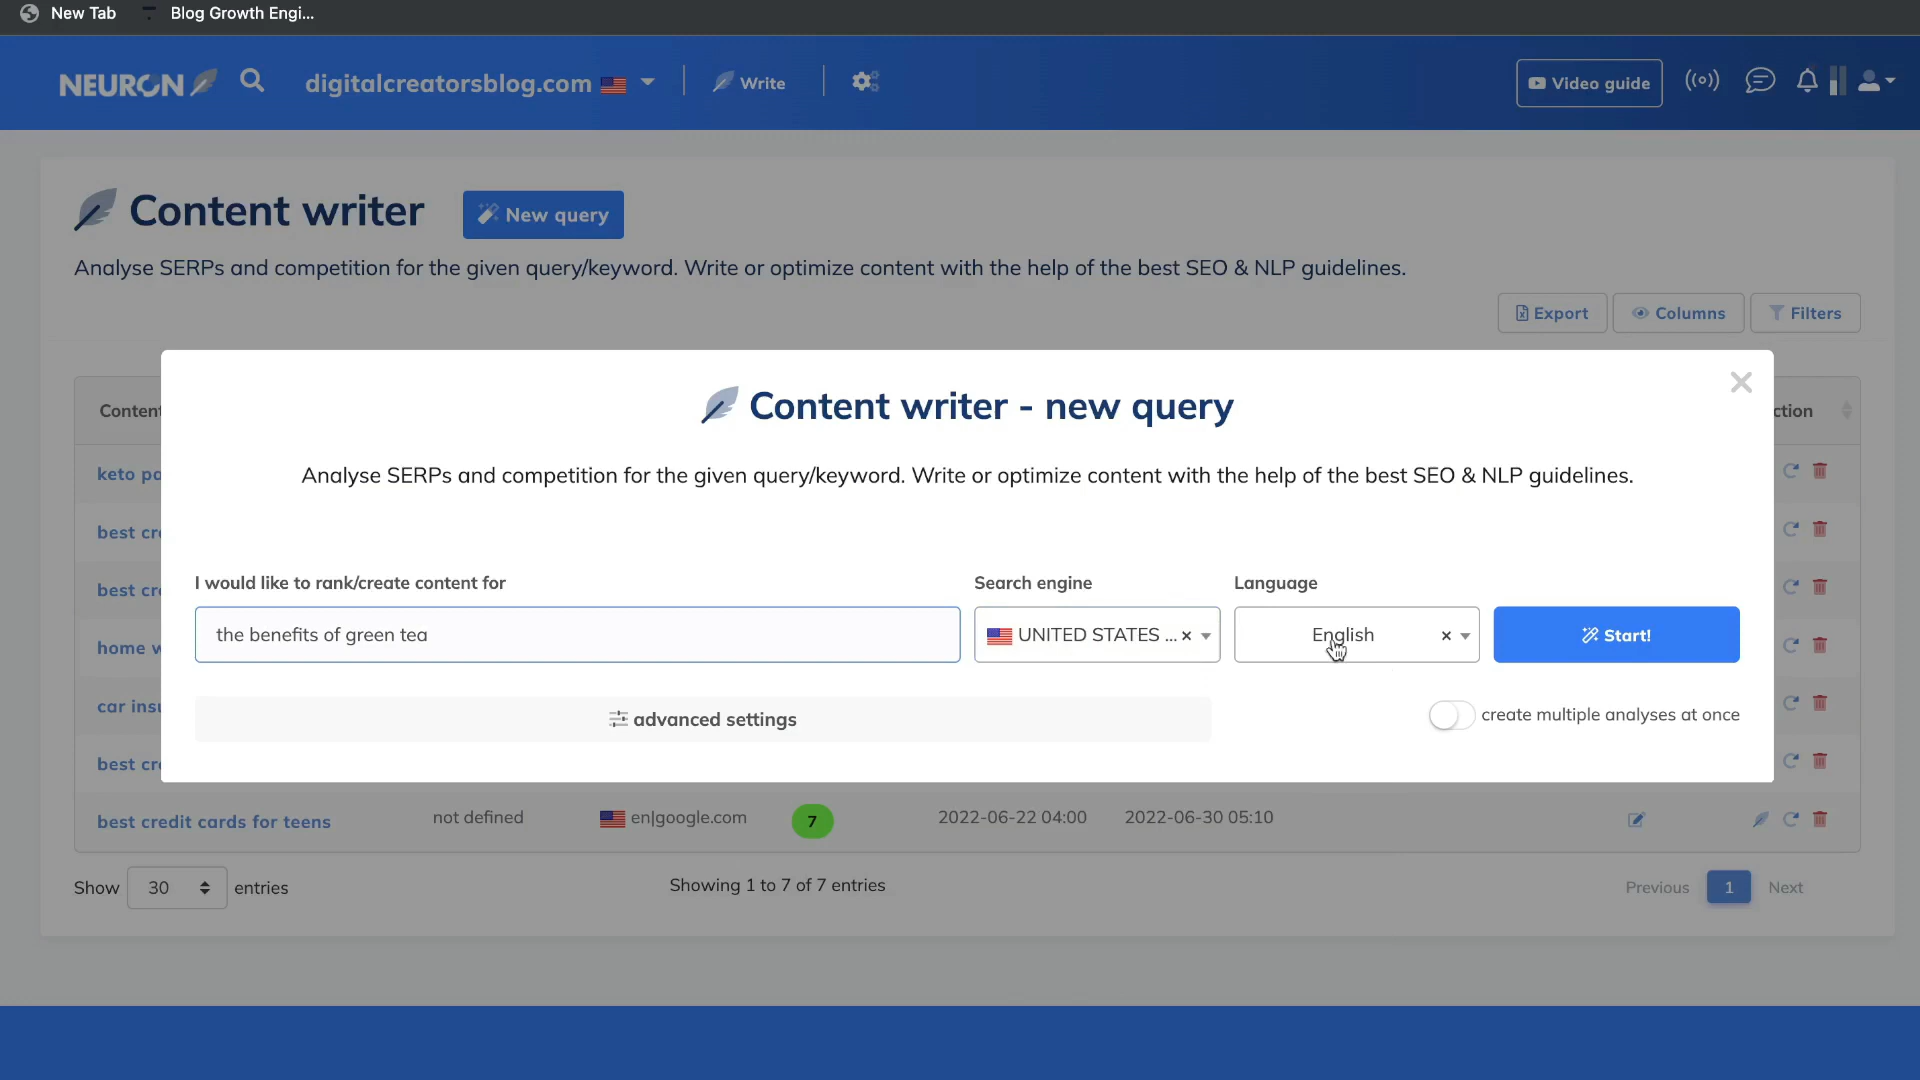 New Tab
Blog Growth Engi...
NEURON
digitalcreatorsblog.com
Write
Video guide
Content writer
New query
Analyse SERPs and competition for the given query/keyword. Write or optimize content with the help of the best SEO & NLP guidelines.
Export
Columns
Filters
Content writer - new query
Content
ction
Analyse SERPs and competition for the given query/keyword. Write or optimize content with the help of the best SEO & NLP guidelines.
keto pa
best cre
I would like to rank/create content for
Search engine
Language
best cre
the benefits of green tea
UNITED STATES ... ×
English ×
Start!
home w
car insu
advanced settings
create multiple analyses at once
best cre
best credit cards for teens
not defined
en|google.com
7
2022-06-22 04:00
2022-06-30 05:10
Show 30 entries
Showing 1 to 7 of 7 entries
Previous 1 Next